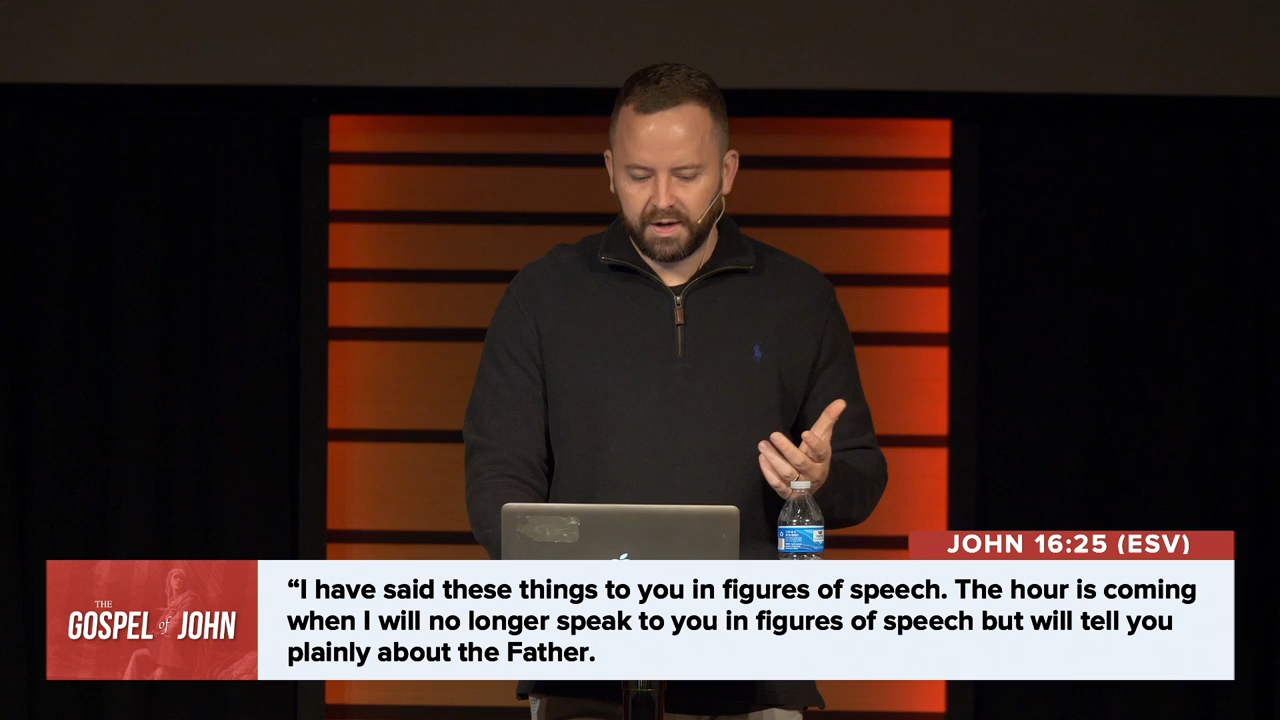 JOHN 16:25 (ESV)
THE
GOSPEL of JOHN
“I have said these things to you in figures of speech. The hour is coming
when I will no longer speak to you in figures of speech but will tell you
plainly about the Father.